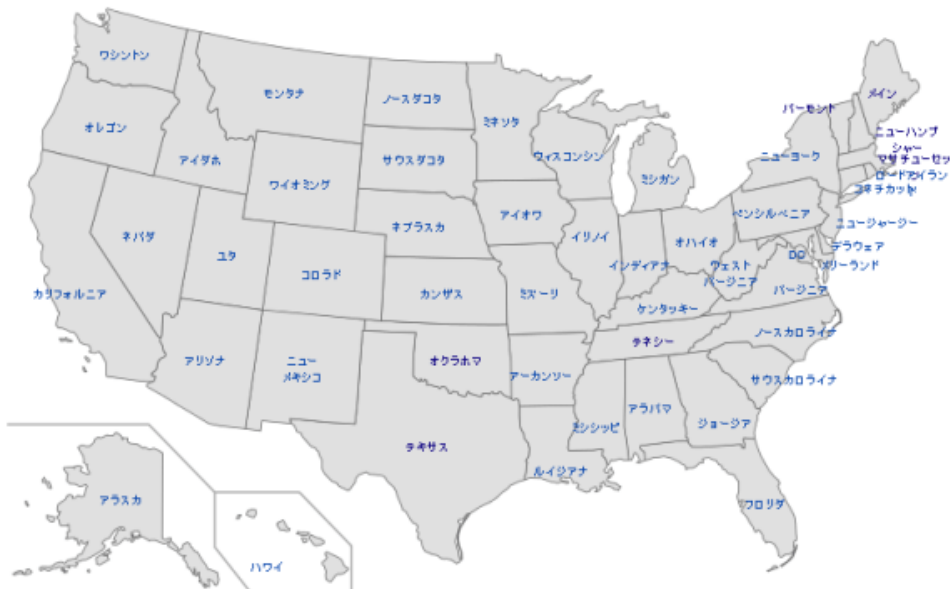 ワシントン
モンタナ
ノースダコタ
ミネソタ
メイン
バーモント
オレゴン
アイダホ
サウスダコタ
ウィスコンシン
ニューヨーク
ニューハンプ
シャー
マサチューセッ
ロードアイラン
コネチカット
ワイオミング
ミシガン
ネバダ
ユタ
ネブラスカ
アイオワ
イリノイ
インディアナ
オハイオ
ペンシルベニア
ニュージャージー
デラウェア
DC
メリーランド
ウェスト
バージニア
カリフォルニア
コロラド
カンザス
ミズーリ
ケンタッキー
バージニア
アリゾナ
ニュー
メキシコ
オクラホマ
アーカンソー
テネシー
ノースカロライナ
サウスカロライナ
テキサス
ルイジアナ
ミシシッピ
アラバマ
ジョージア
フロリダ
アラスカ
ハワイ